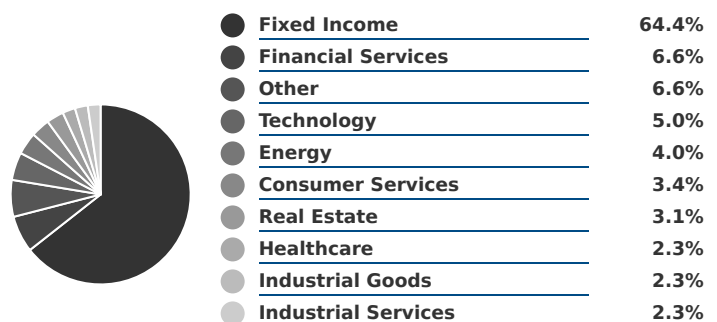 Fixed Income 64.4%
Financial Services 6.6%
Other 6.6%
Technology 5.0%
Energy 4.0%
Consumer Services 3.4%
Real Estate 3.1%
Healthcare 2.3%
Industrial Goods 2.3%
Industrial Services 2.3%